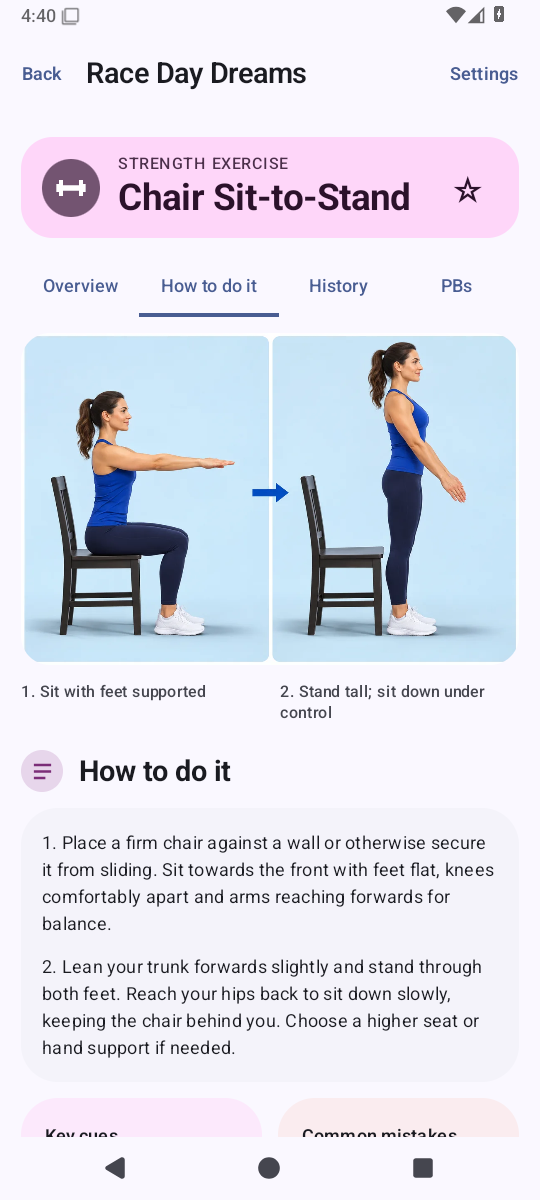 4:40
Back Race Day Dreams Settings
STRENGTH EXERCISE
Chair Sit-to-Stand
Overview How to do it History PBs
1. Sit with feet supported
2. Stand tall; sit down under
control
How to do it
1. Place a firm chair against a wall or otherwise secure
it from sliding. Sit towards the front with feet flat, knees
comfortably apart and arms reaching forwards for
balance.
2. Lean your trunk forwards slightly and stand through
both feet. Reach your hips back to sit down slowly,
keeping the chair behind you. Choose a higher seat or
hand support if needed.
Key cues Common mistakes